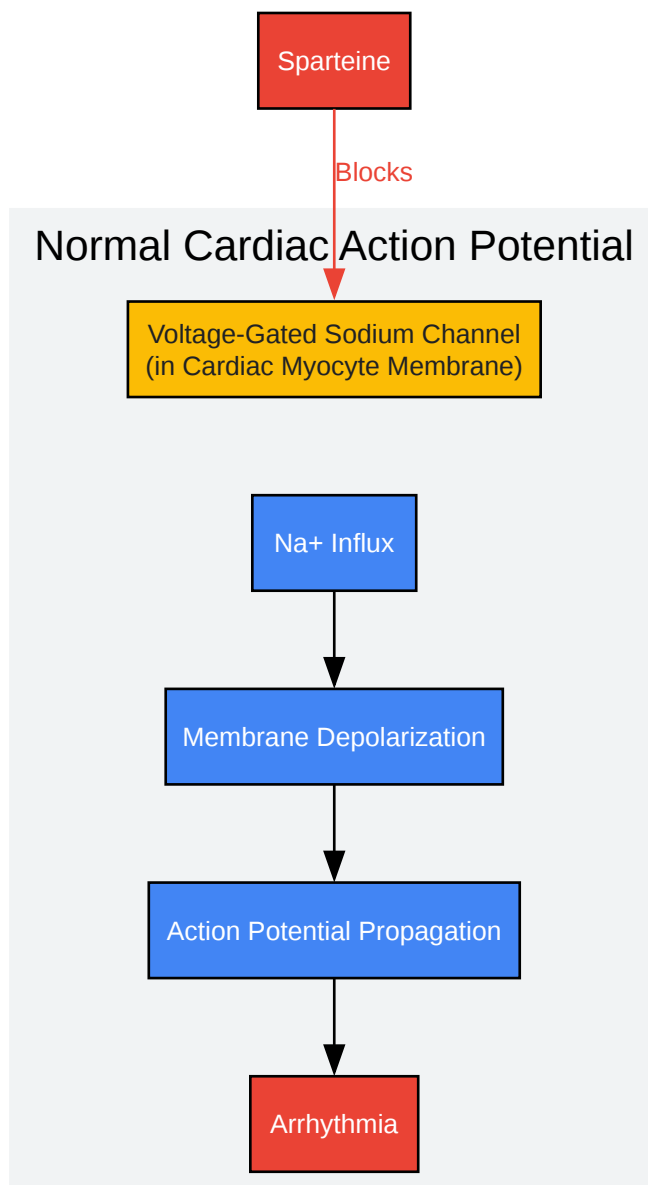 Sparteine
Blocks
Normal Cardiac Action Potential
Voltage-Gated Sodium Channel
(in Cardiac Myocyte Membrane)
Na+ Influx
Membrane Depolarization
Action Potential Propagation
Arrhythmia